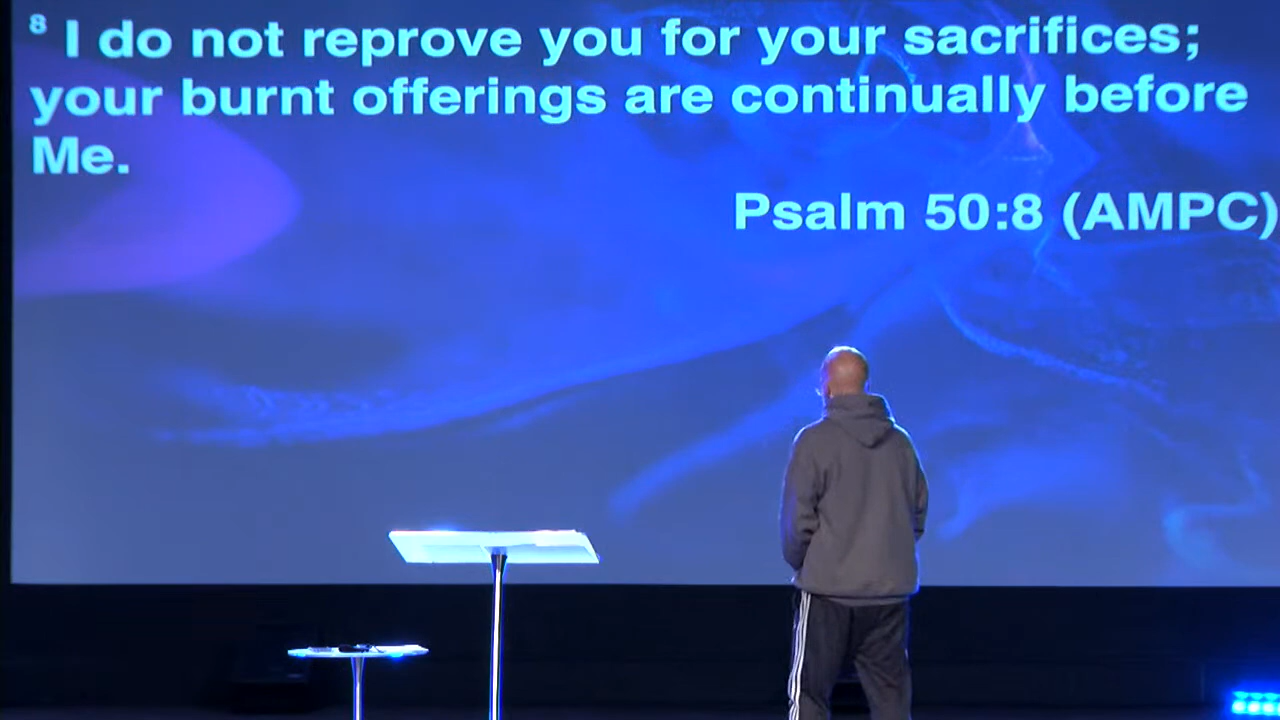 8 I do not reprove you for your sacrifices;
your burnt offerings are continually before
Me.
Psalm 50:8 (AMPC)